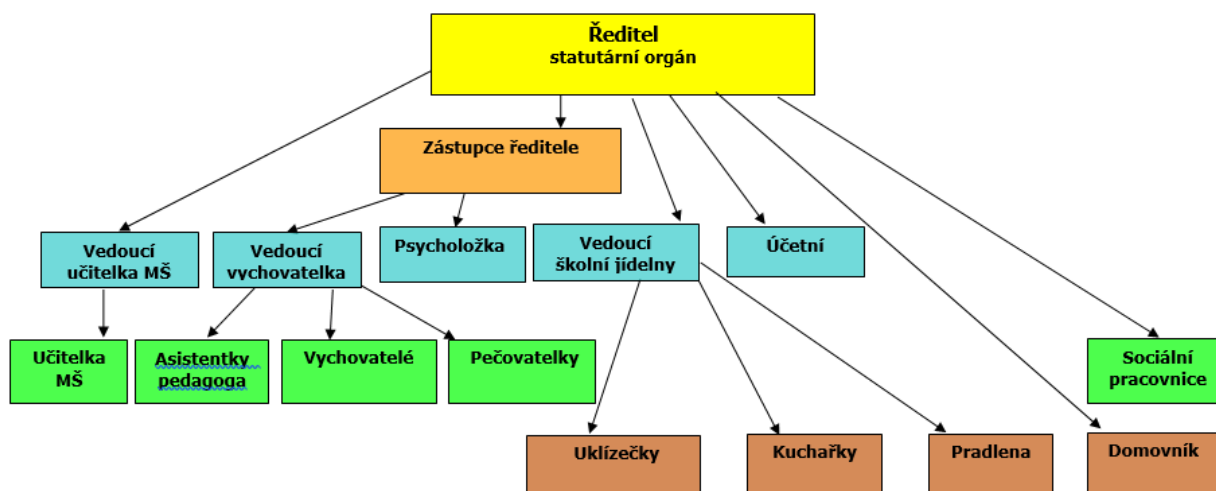 Ředitel
statutární orgán
Zástupce ředitele
Vedoucí
učitelka MŠ
Vedoucí
vychovatelka
Psycholožka
Vedoucí
školní jídelny
Účetní
Učitelka
MŠ
Asistentky
pedagoga
Vychovatelé
Pečovatelky
Sociální
pracovnice
Uklízečky
Kuchařky
Pradlena
Domovník